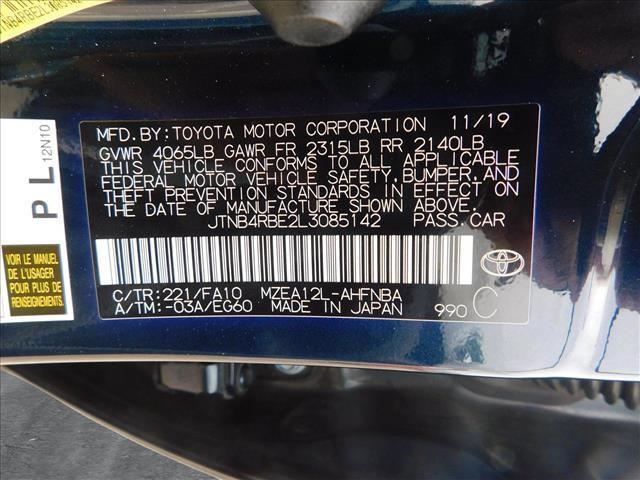 MFD. BY: TOYOTA MOTOR CORPORATION 11/19
GVWR 4065LB GAWR FR 2315LB RR 2140LB
THIS VEHICLE CONFORMS TO ALL APPLICABLE
FEDERAL MOTOR VEHICLE SAFETY, BUMPER, AND
THEFT PREVENTION STANDARDS IN EFFECT ON
THE DATE OF MANUFACTURE SHOWN ABOVE.
JTNB4RBE2L3085142 PASS.CAR
C/TR:221/FA10 MZEA12L-AHFNBA
A/TM:-03A/EG60 MADE IN JAPAN 990 C
P L 12N10
LE MANUEL
DE L'USAGER
POUR PLUS DE
RENSEIGNEMENTS